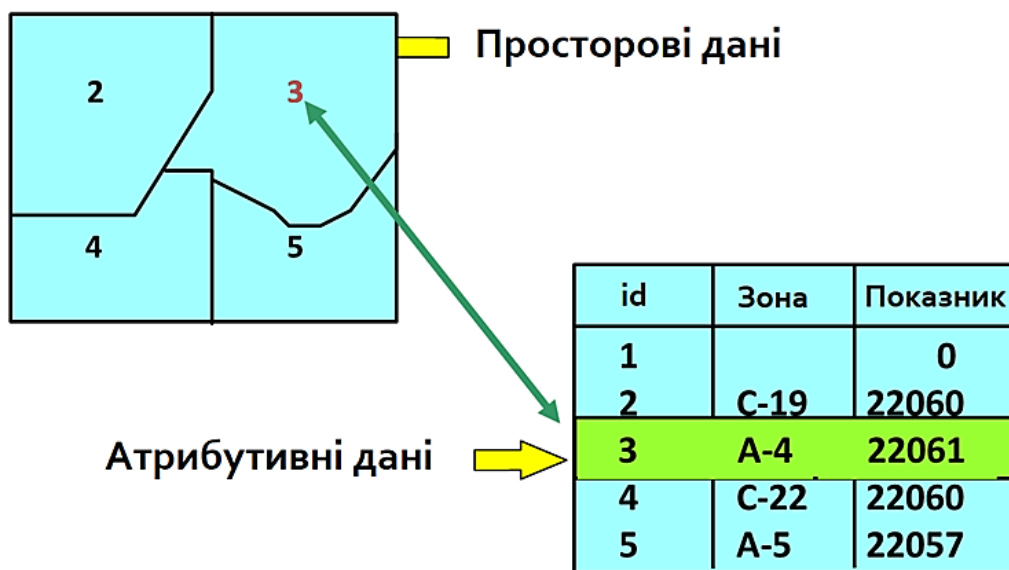 Просторові дані
2
3
4
5
id Зона Показник
1 0
2 С-19 22060
3 А-4 22061
4 С-22 22060
5 А-5 22057
Атрибутивні дані